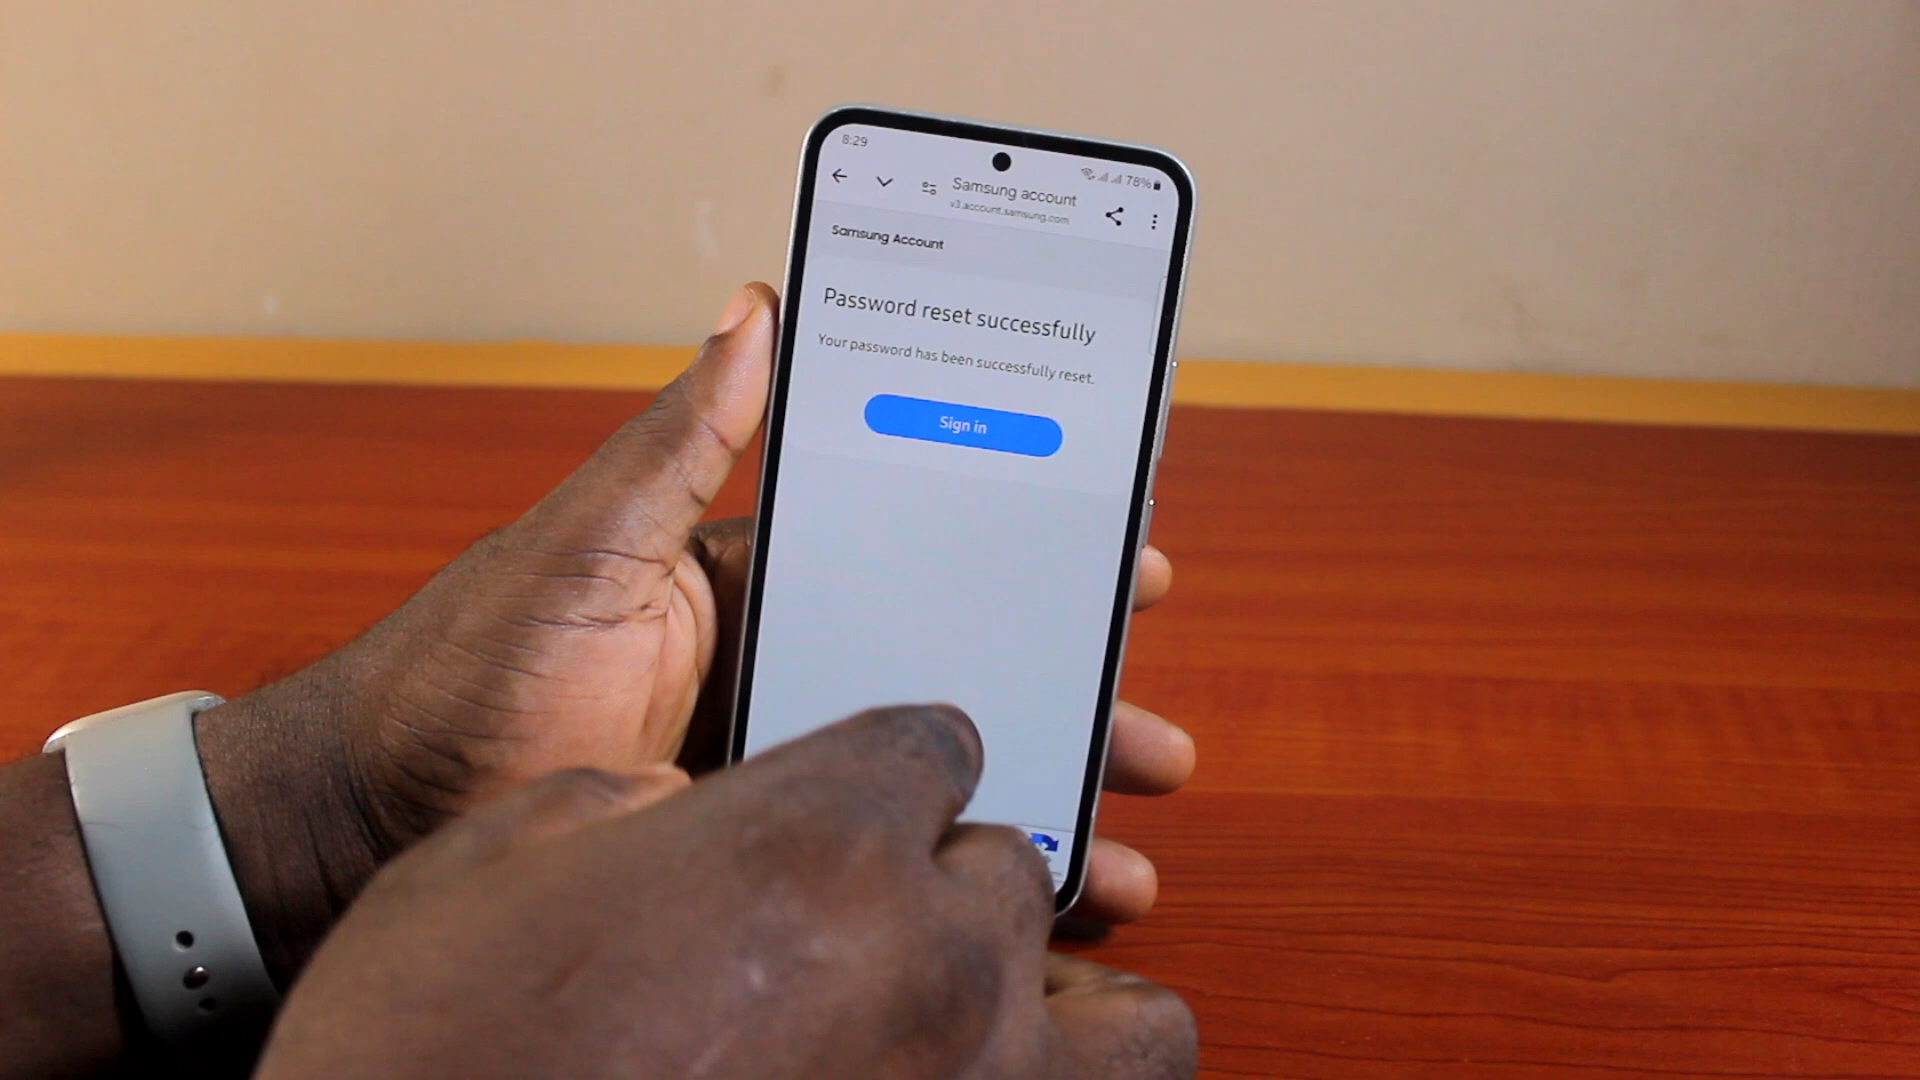 8:29
78%
Samsung account
v3.account.samsung.com
Samsung Account
Password reset successfully
Your password has been successfully reset.
Sign in